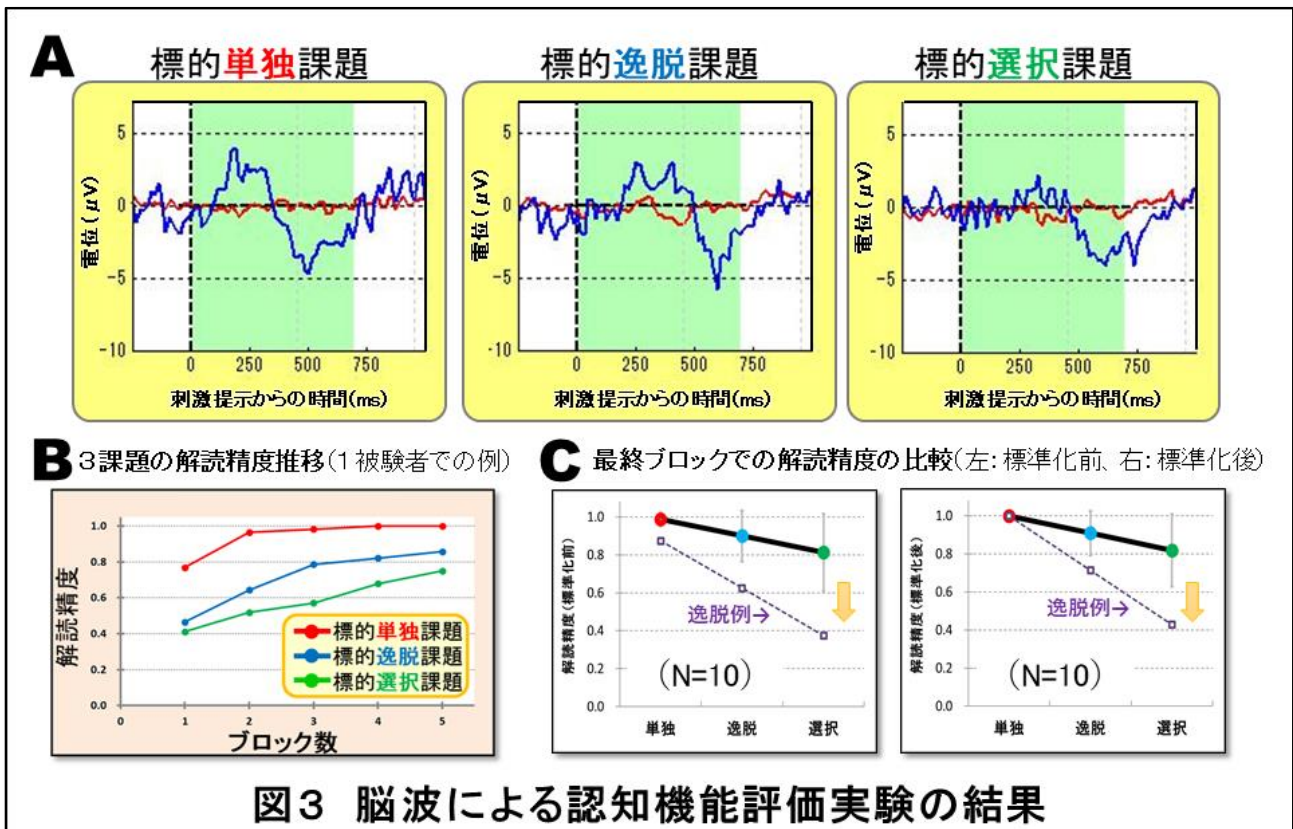 A
標的単独課題
標的逸脱課題
標的選択課題
電位(μV)
5
0
-5
-10
0 250 500 750
刺激提示からの時間(ms)
電位(μV)
5
0
-5
-10
0 250 500 750
刺激提示からの時間(ms)
電位(μV)
5
0
-5
-10
0 250 500 750
刺激提示からの時間(ms)
B 3課題の解読精度推移(1被験者での例)
解読精度
1.0
0.8
0.6
0.4
0.2
0.0
0 1 2 3 4 5
ブロック数
標的単独課題
標的逸脱課題
標的選択課題
C 最終ブロックでの解読精度の比較(左:標準化前、右:標準化後)
解読精度(標準化前)
1.0
0.8
0.6
0.4
0.2
0.0
逸脱例→
(N=10)
単独 逸脱 選択
解読精度(標準化後)
1.0
0.8
0.6
0.4
0.2
0.0
逸脱例→
(N=10)
単独 逸脱 選択
図3 脳波による認知機能評価実験の結果